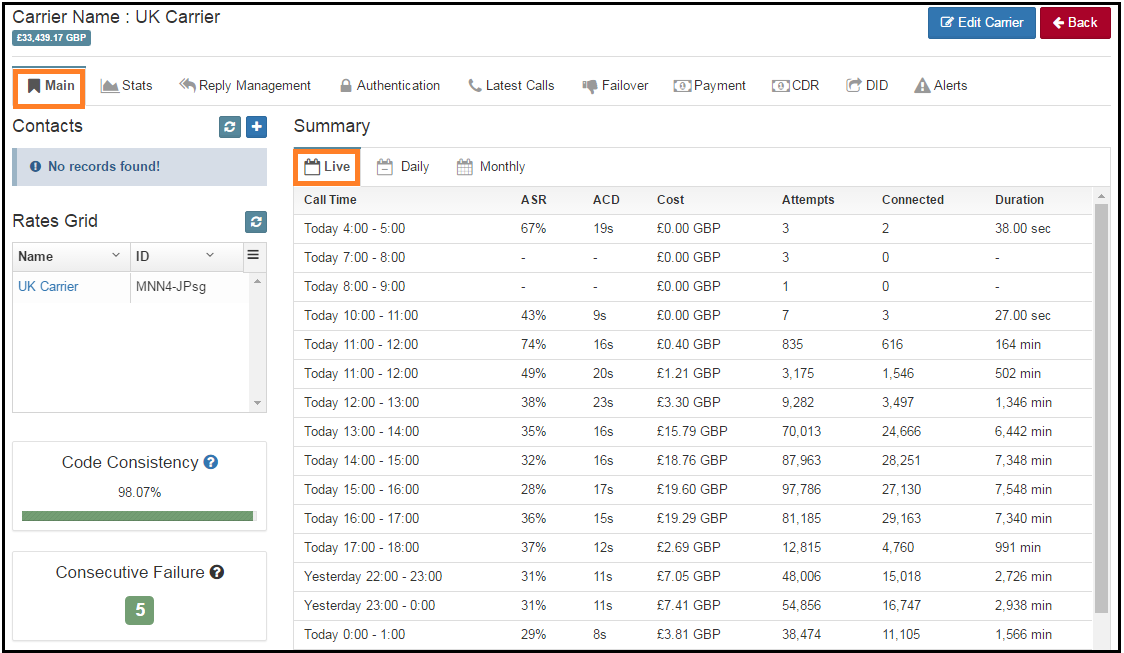 Carrier Name : UK Carrier
£33,439.17 GBP
Edit Carrier
Back
Main Stats Reply Management Authentication Latest Calls Failover Payment CDR DID Alerts
Contacts
No records found!
Rates Grid
Name ID
UK Carrier MNN4-JPsg
Code Consistency
98.07%
Consecutive Failure
5
Summary
Live Daily Monthly
Call Time ASR ACD Cost Attempts Connected Duration
Today 4:00 - 5:00 67% 19s £0.00 GBP 3 2 38.00 sec
Today 7:00 - 8:00 - - £0.00 GBP 3 0 -
Today 8:00 - 9:00 - - £0.00 GBP 1 0 -
Today 10:00 - 11:00 43% 9s £0.00 GBP 7 3 27.00 sec
Today 11:00 - 12:00 74% 16s £0.40 GBP 835 616 164 min
Today 11:00 - 12:00 49% 20s £1.21 GBP 3,175 1,546 502 min
Today 12:00 - 13:00 38% 23s £3.30 GBP 9,282 3,497 1,346 min
Today 13:00 - 14:00 35% 16s £15.79 GBP 70,013 24,666 6,442 min
Today 14:00 - 15:00 32% 16s £18.76 GBP 87,963 28,251 7,348 min
Today 15:00 - 16:00 28% 17s £19.60 GBP 97,786 27,130 7,548 min
Today 16:00 - 17:00 36% 15s £19.29 GBP 81,185 29,163 7,340 min
Today 17:00 - 18:00 37% 12s £2.69 GBP 12,815 4,760 991 min
Yesterday 22:00 - 23:00 31% 11s £7.05 GBP 48,006 15,018 2,726 min
Yesterday 23:00 - 0:00 31% 11s £7.41 GBP 54,856 16,747 2,938 min
Today 0:00 - 1:00 29% 8s £3.81 GBP 38,474 11,105 1,566 min